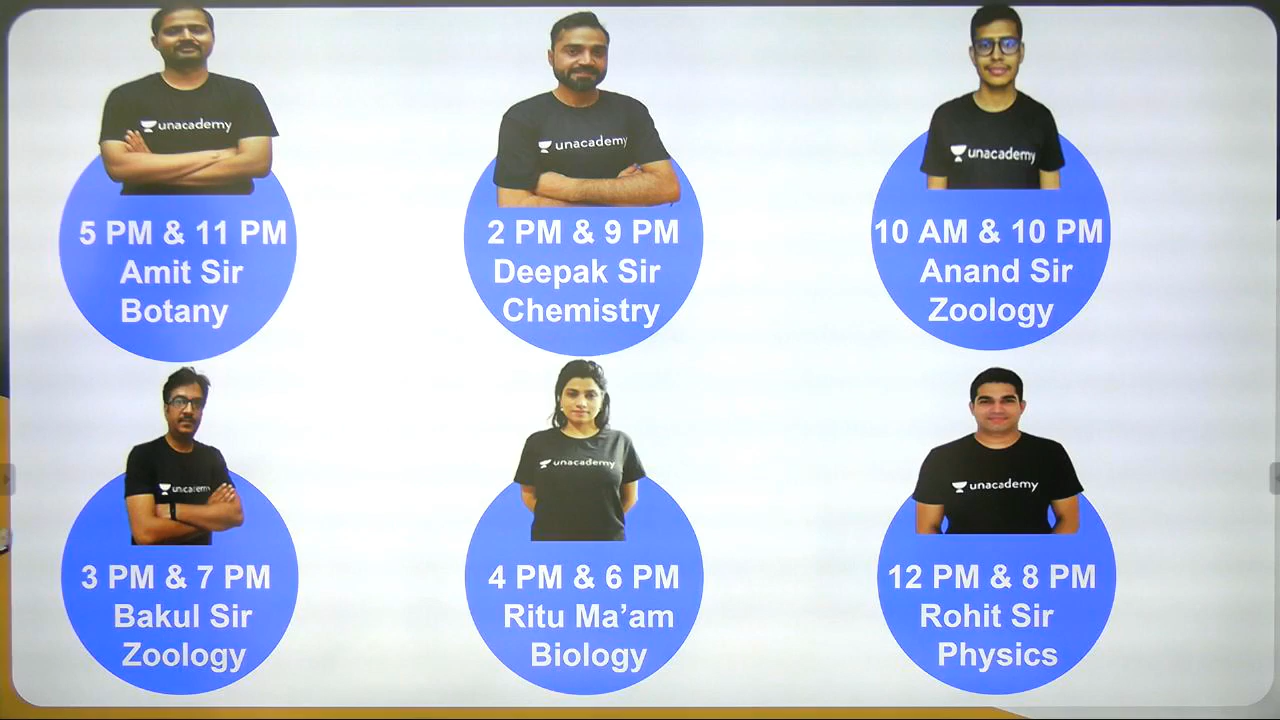 unacademy
5 PM & 11 PM
Amit Sir
Botany
unacademy
2 PM & 9 PM
Deepak Sir
Chemistry
unacademy
10 AM & 10 PM
Anand Sir
Zoology
unacademy
3 PM & 7 PM
Bakul Sir
Zoology
unacademy
4 PM & 6 PM
Ritu Ma’am
Biology
unacademy
12 PM & 8 PM
Rohit Sir
Physics